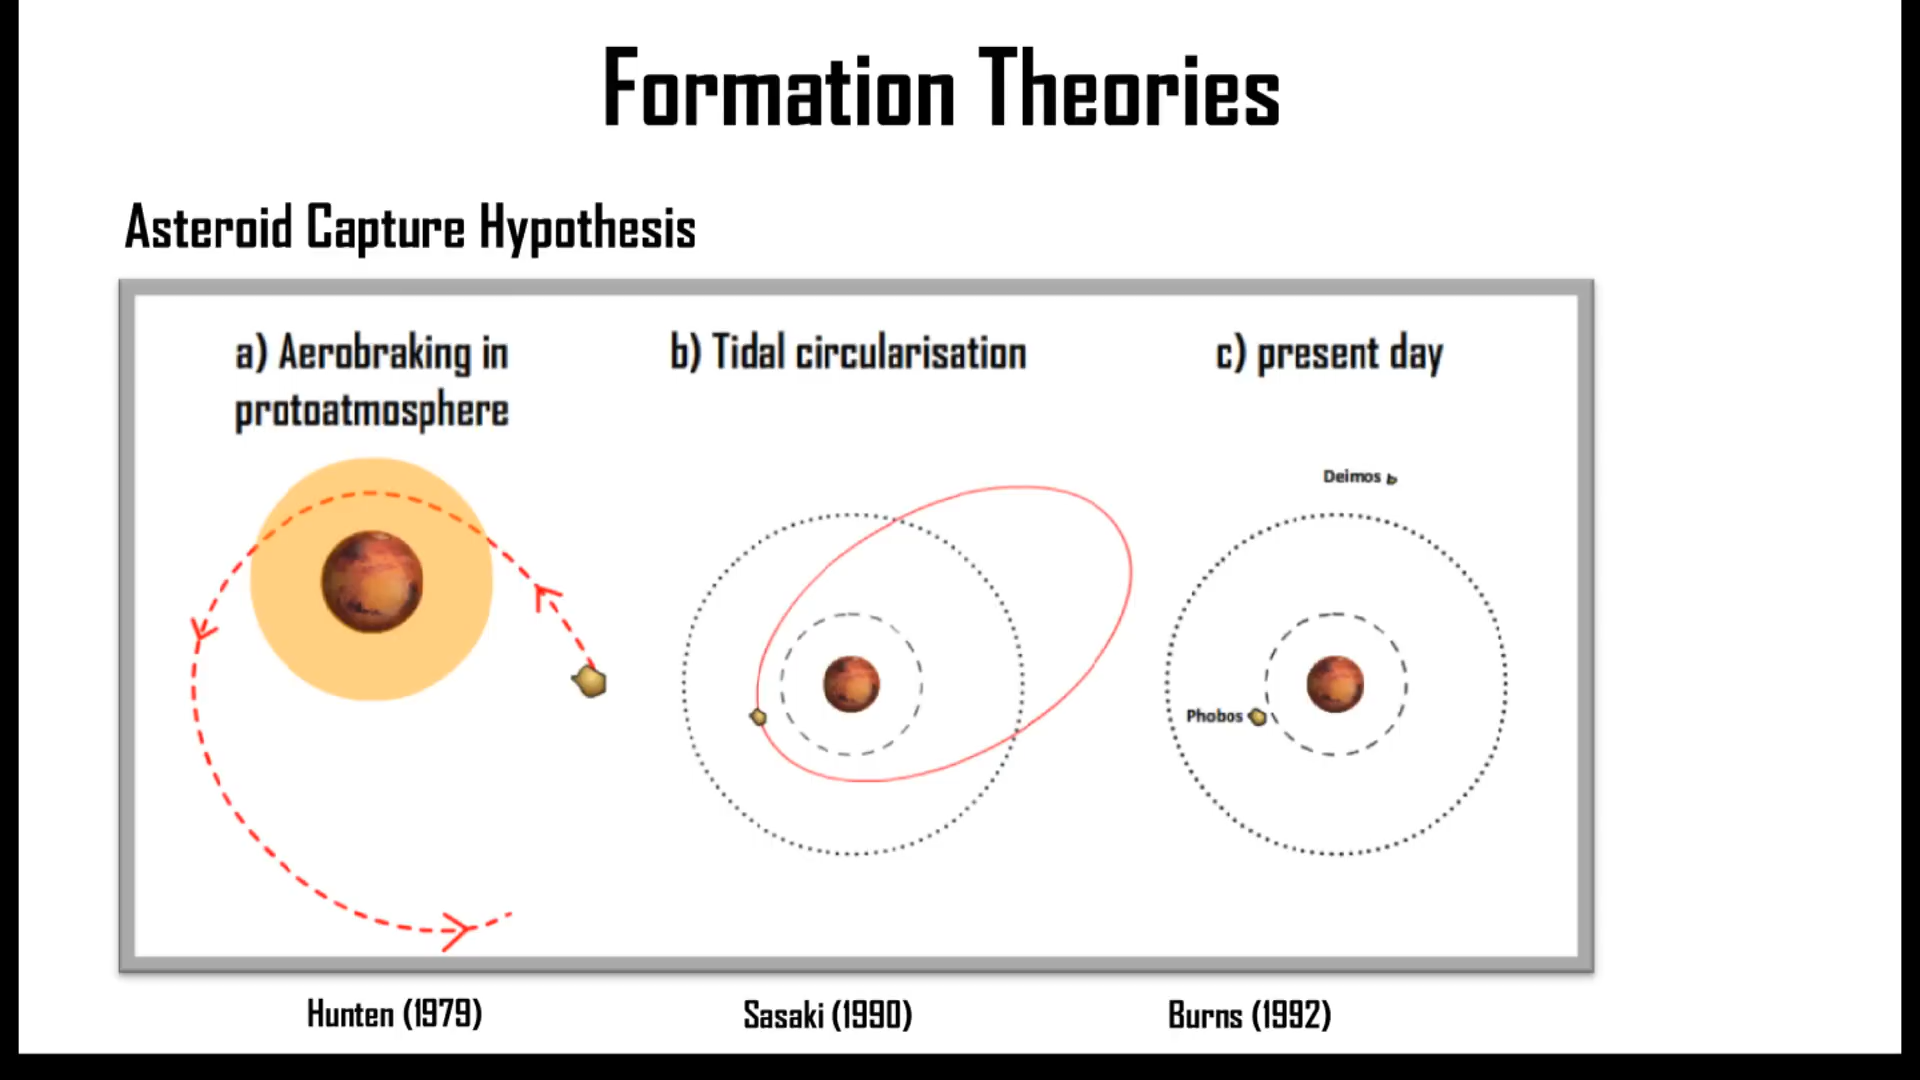 Formation Theories
Asteroid Capture Hypothesis
a) Aerobraking in
protoatmosphere
b) Tidal circularisation
c) present day
Deimos
Phobos
Hunten (1979)
Sasaki (1990)
Burns (1992)